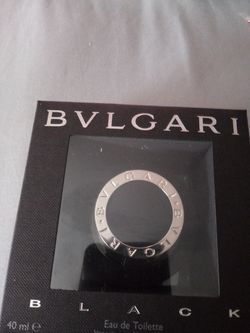 BVLGARI
BVLGARI · BVLGARI ·
BLACK
40 ml ℮ Eau de Toilette